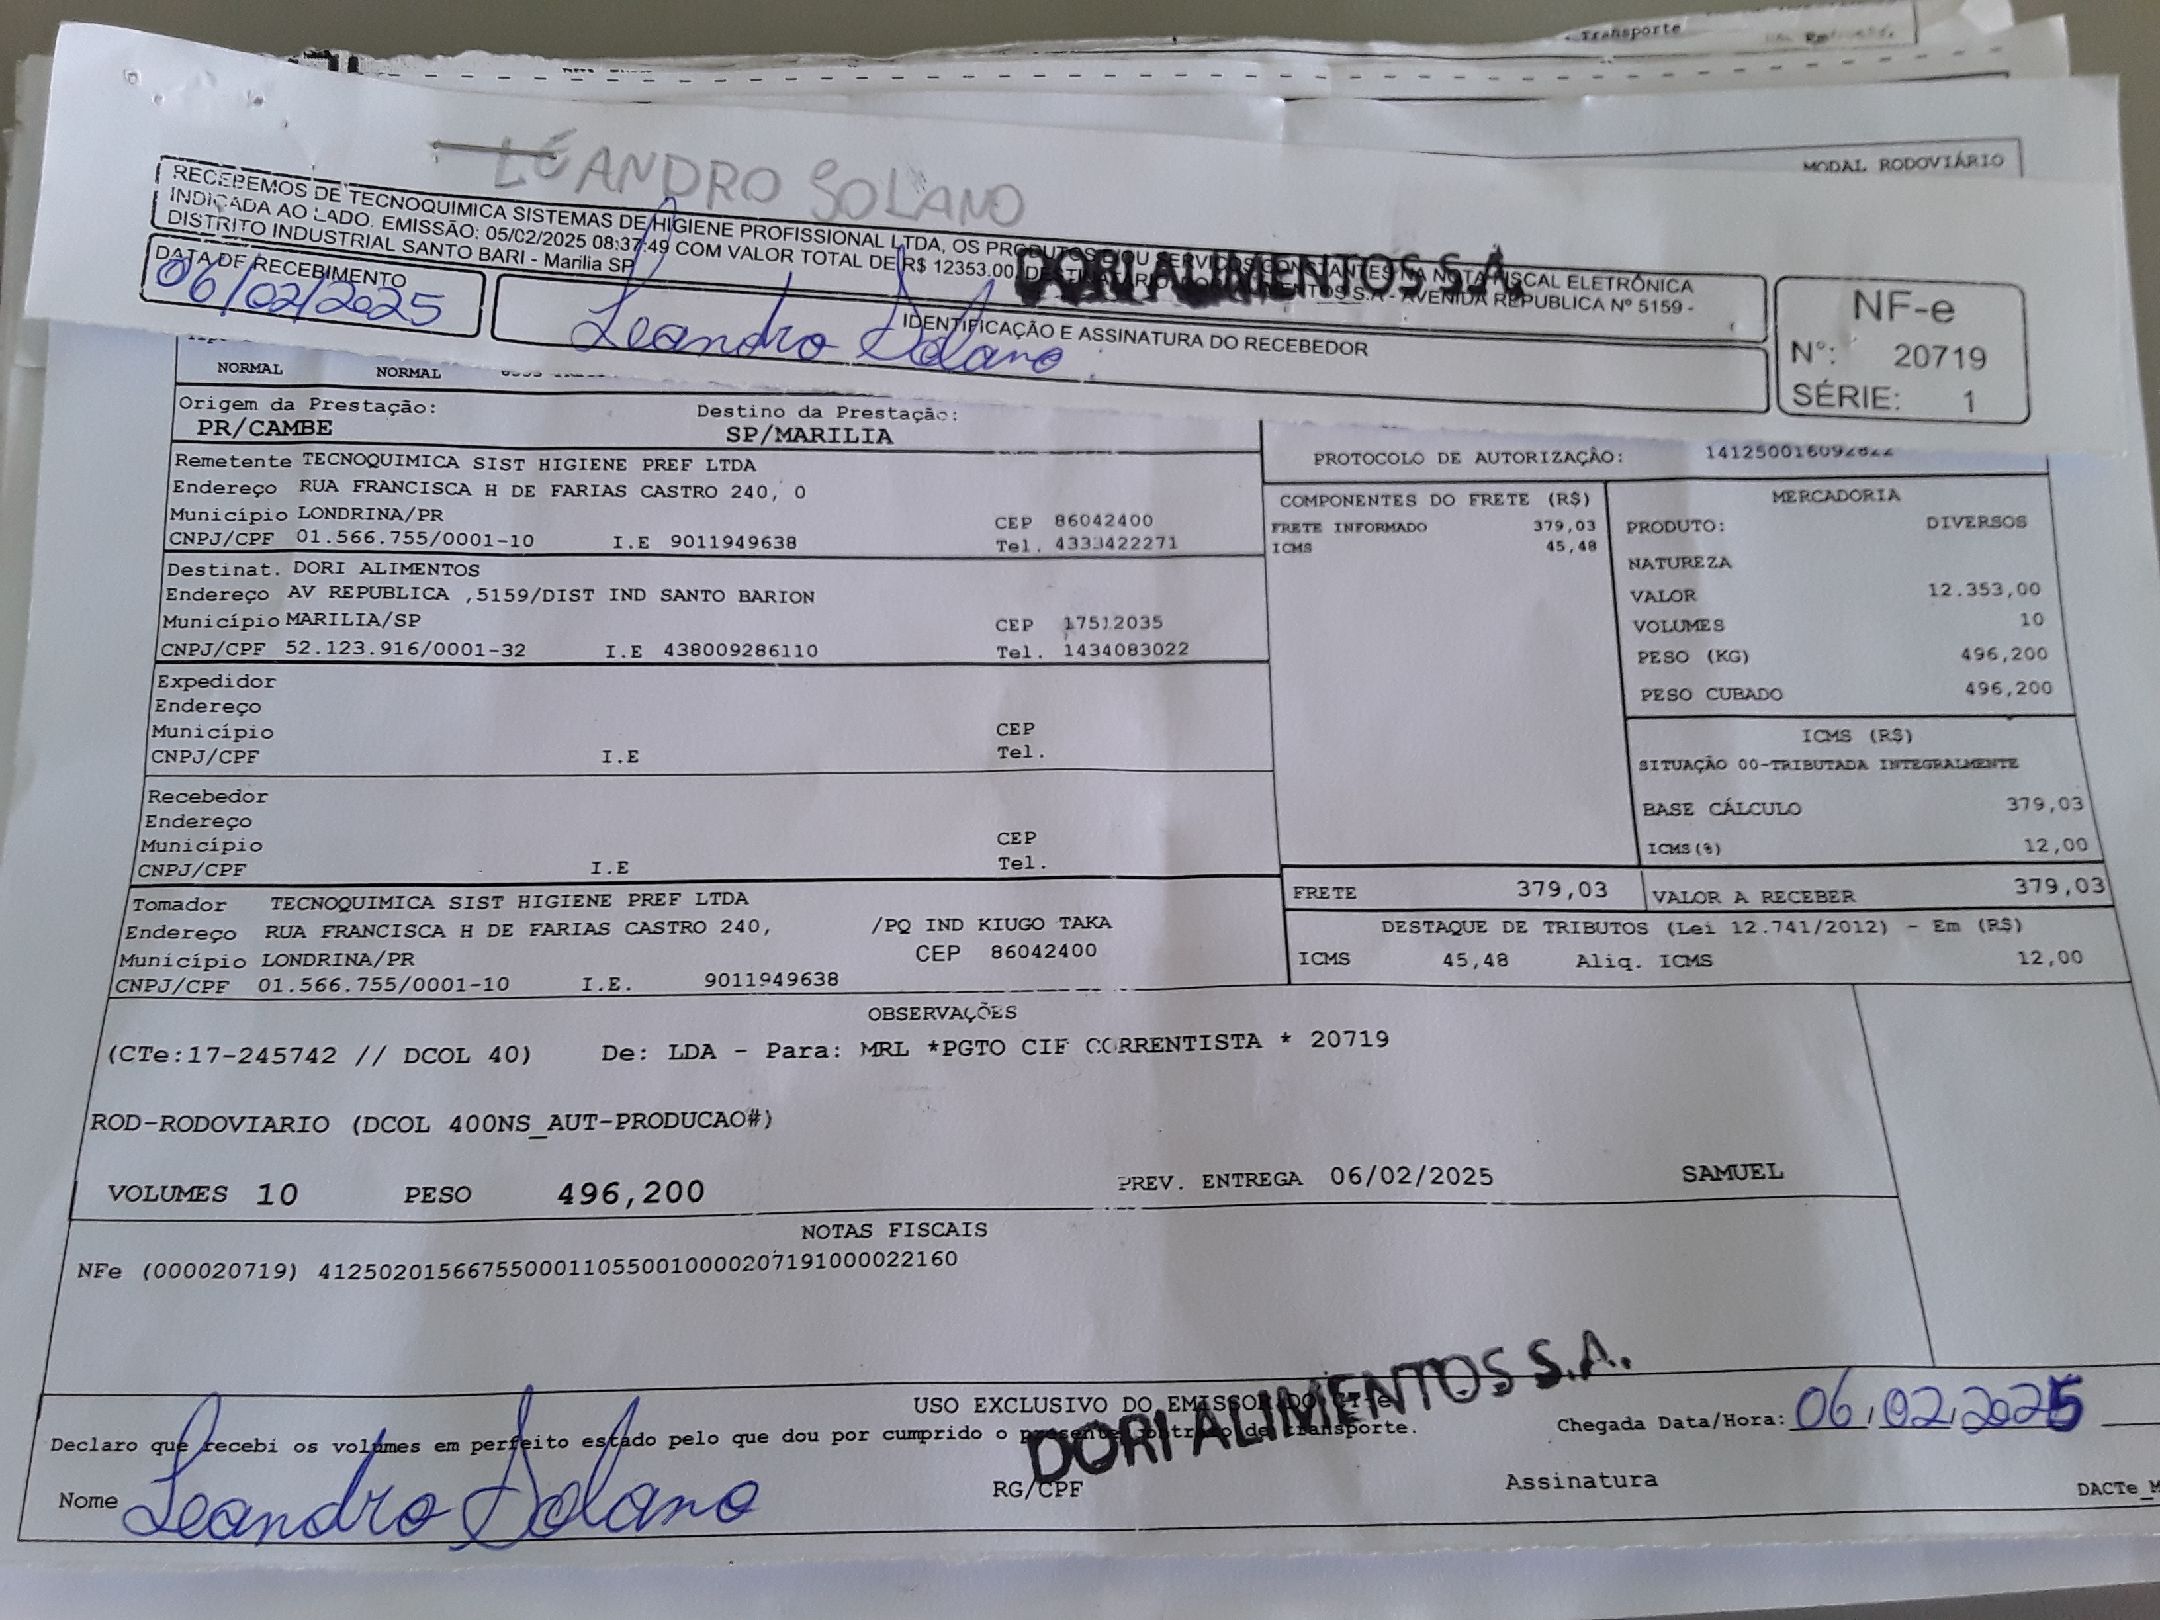 Transporte
MODAL RODOVIÁRIO
LEANDRO SOLANO
RECEBEMOS DE TECNOQUIMICA SISTEMAS DE HIGIENE PROFISSIONAL LTDA, OS PRODUTOS E/OU SERVIÇOS CONSTANTES NA NOTA FISCAL ELETRÔNICA
INDICADA AO LADO. EMISSÃO: 05/02/2025 08:37:49 COM VALOR TOTAL DE R$ 12353.00 S.A - AVENIDA REPUBLICA Nº 5159 -
DISTRITO INDUSTRIAL SANTO BARI - Marilia SP
DORI ALIMENTOS S.A.
DATA DE RECEBIMENTO
06/02/2025
IDENTIFICAÇÃO E ASSINATURA DO RECEBEDOR
Leandro Solano
NF-e
N°: 20719
SÉRIE: 1
NORMAL NORMAL
Origem da Prestação: Destino da Prestação:
PR/CAMBE SP/MARILIA
PROTOCOLO DE AUTORIZAÇÃO:
Remetente TECNOQUIMICA SIST HIGIENE PREF LTDA
Endereço RUA FRANCISCA H DE FARIAS CASTRO 240, 0
Município LONDRINA/PR CEP 86042400
CNPJ/CPF 01.566.755/0001-10 I.E 9011949638 Tel. 4333422271
Destinat. DORI ALIMENTOS
Endereço AV REPUBLICA ,5159/DIST IND SANTO BARION
Município MARILIA/SP CEP 17512035
CNPJ/CPF 52.123.916/0001-32 I.E 438009286110 Tel. 1434083022
Expedidor
Endereço
Município CEP
CNPJ/CPF I.E Tel.
Recebedor
Endereço
Município CEP
CNPJ/CPF I.E Tel.
Tomador TECNOQUIMICA SIST HIGIENE PREF LTDA
Endereço RUA FRANCISCA H DE FARIAS CASTRO 240, /PQ IND KIUGO TAKA
Município LONDRINA/PR CEP 86042400
CNPJ/CPF 01.566.755/0001-10 I.E. 9011949638
COMPONENTES DO FRETE (R$)
FRETE INFORMADO 379,03
ICMS 45,48
MERCADORIA
PRODUTO: DIVERSOS
NATUREZA
VALOR 12.353,00
VOLUMES 10
PESO (KG) 496,200
PESO CUBADO 496,200
ICMS (R$)
SITUAÇÃO 00-TRIBUTADA INTEGRALMENTE
BASE CÁLCULO 379,03
ICMS(%) 12,00
FRETE 379,03 VALOR A RECEBER 379,03
DESTAQUE DE TRIBUTOS (Lei 12.741/2012) - Em (R$)
ICMS 45,48 Aliq. ICMS 12,00
OBSERVAÇÕES
(CTe:17-245742 // DCOL 40) De: LDA - Para: MRL *PGTO CIF CORRENTISTA * 20719
ROD-RODOVIARIO (DCOL 400NS_AUT-PRODUCAO#)
VOLUMES 10 PESO 496,200 PREV. ENTREGA 06/02/2025 SAMUEL
NOTAS FISCAIS
NFe (000020719) 41250201566755000110550010000207191000022160
USO EXCLUSIVO DO EMISSOR DO CT-e
DORI ALIMENTOS S.A.
Declaro que recebi os volumes em perfeito estado pelo que dou por cumprido o presente contrato de transporte.
Chegada Data/Hora: 06/02/2025
Nome Leandro Solano RG/CPF Assinatura
DACTe_M